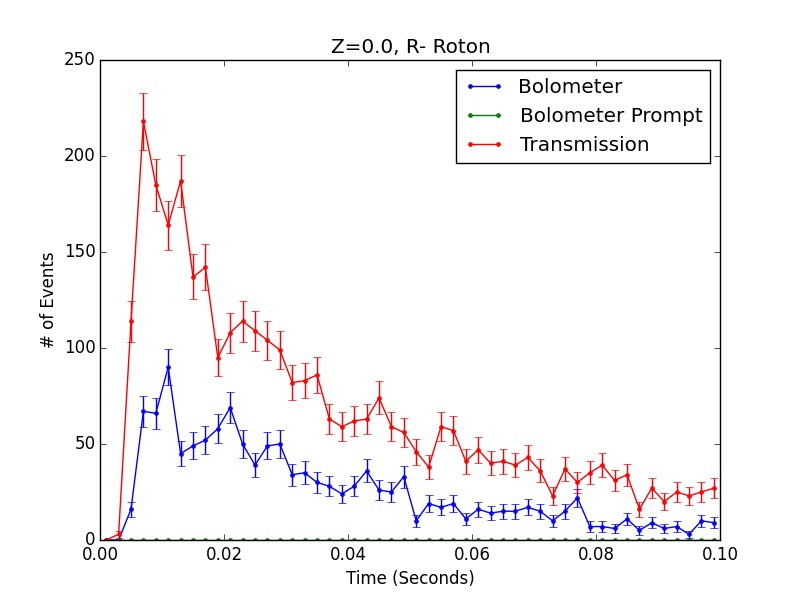 Z=0.0, R- Roton
250
200
150
100
50
0
# of Events
Bolometer
Bolometer Prompt
Transmission
0.00 0.02 0.04 0.06 0.08 0.10
Time (Seconds)